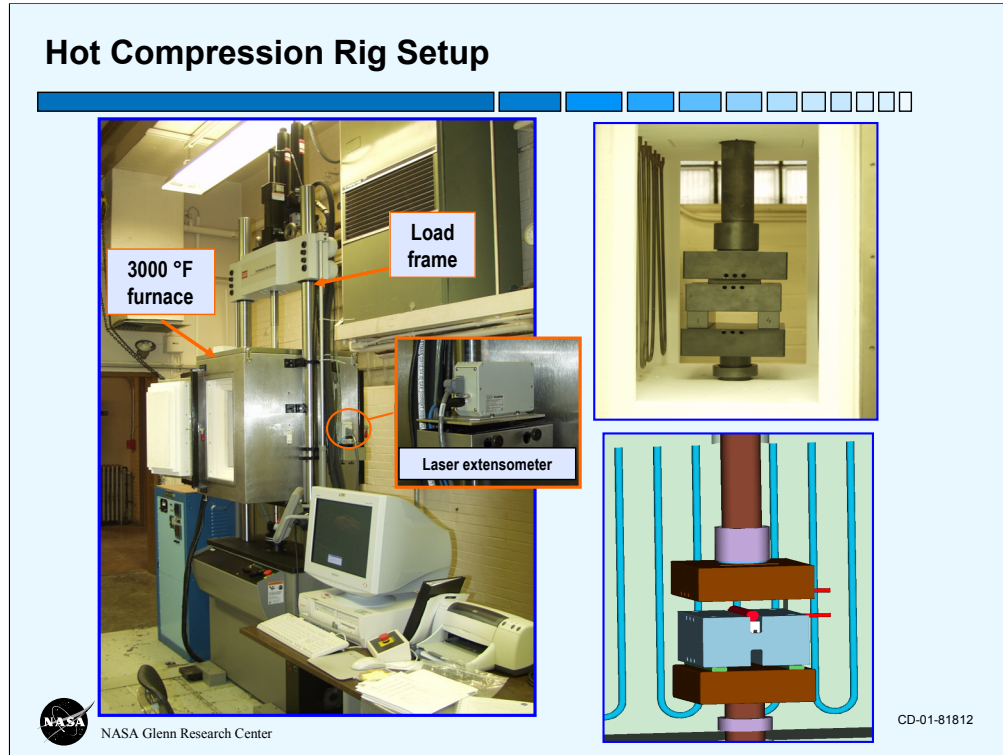 Hot Compression Rig Setup
3000 °F
furnace
Load
frame
Laser extensometer
NASA
NASA Glenn Research Center
CD-01-81812